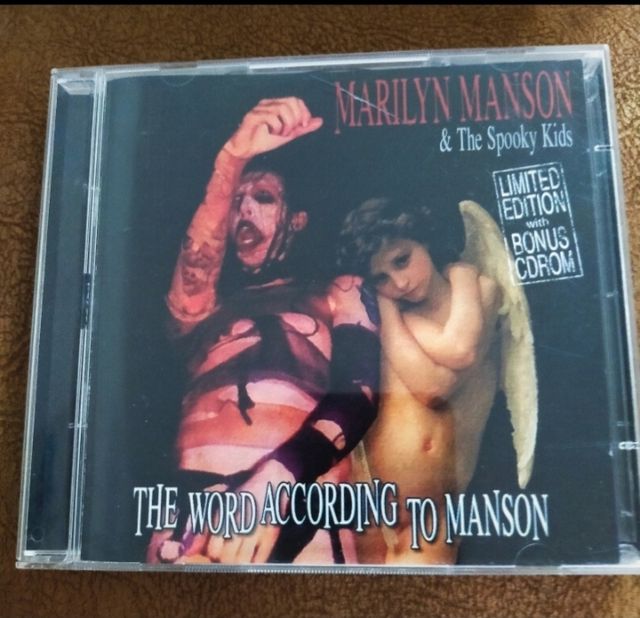 MARILYN MANSON
& The Spooky Kids
LIMITED
EDITION
with
BONUS
CDROM
THE WORD ACCORDING TO MANSON